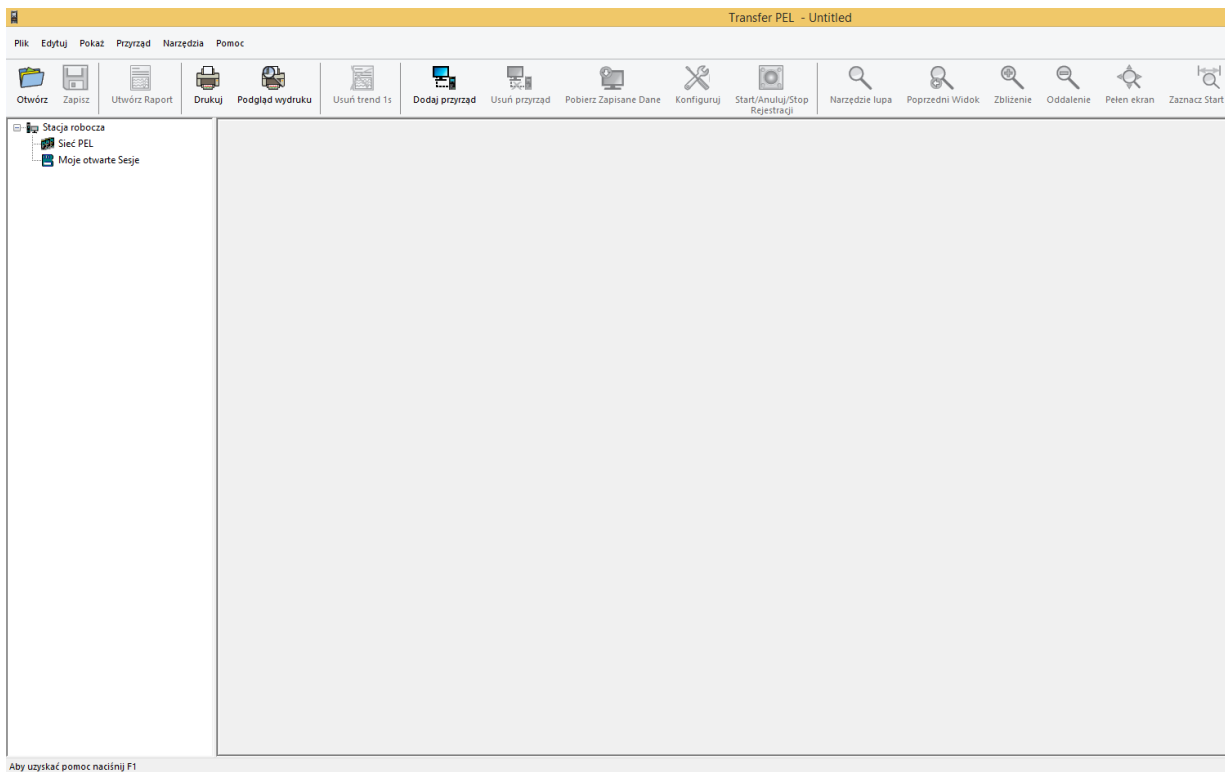 Transfer PEL - Untitled
Plik Edytuj Pokaż Przyrząd Narzędzia Pomoc
Otwórz Zapisz Utwórz Raport Drukuj Podgląd wydruku Usuń trend 1s Dodaj przyrząd Usuń przyrząd Pobierz Zapisane Dane Konfiguruj Start/Anuluj/Stop Narzędzie lupa Poprzedni Widok Zbliżenie Oddalenie Pełen ekran Zaznacz Start
Rejestracji
Stacja robocza
Sieć PEL
Moje otwarte Sesje
Aby uzyskać pomoc naciśnij F1